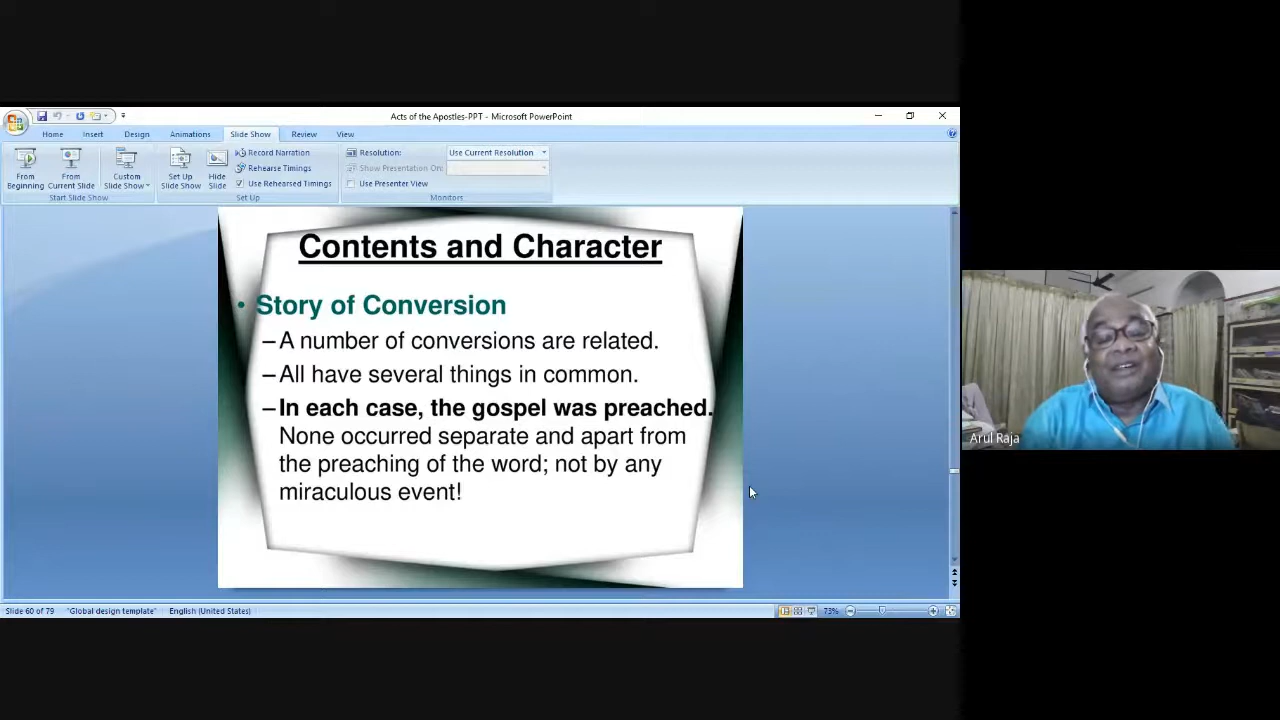 Acts of the Apostles-PPT - Microsoft PowerPoint
Home Insert Design Animations Slide Show Review View
From Beginning
From Current Slide
Custom Slide Show
Start Slide Show
Set Up Slide Show
Hide Slide
Record Narration
Rehearse Timings
Use Rehearsed Timings
Set Up
Resolution: Use Current Resolution
Show Presentation On:
Use Presenter View
Monitors
Contents and Character
• Story of Conversion
–A number of conversions are related.
–All have several things in common.
–In each case, the gospel was preached.
None occurred separate and apart from
the preaching of the word; not by any
miraculous event!
Arul Raja
Slide 60 of 79 "Global design template" English (United States) 73%